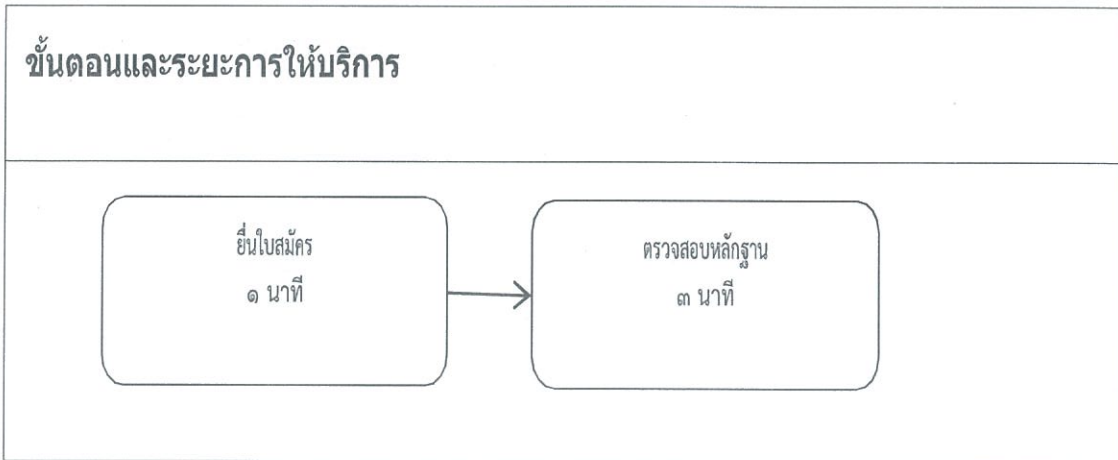 ขั้นตอนและระยะการให้บริการ
ยื่นใบสมัคร
๑ นาที
ตรวจสอบหลักฐาน
๓ นาที